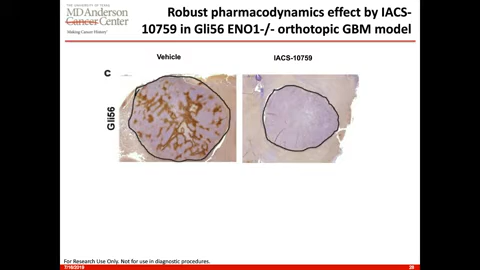 THE UNIVERSITY OF TEXAS
MD Anderson
Cancer Center
Making Cancer History®
Robust pharmacodynamics effect by IACS-
10759 in Gli56 ENO1-/- orthotopic GBM model
Vehicle
IACS-10759
C
Gli56
For Research Use Only. Not for use in diagnostic procedures.
7/16/2019
26